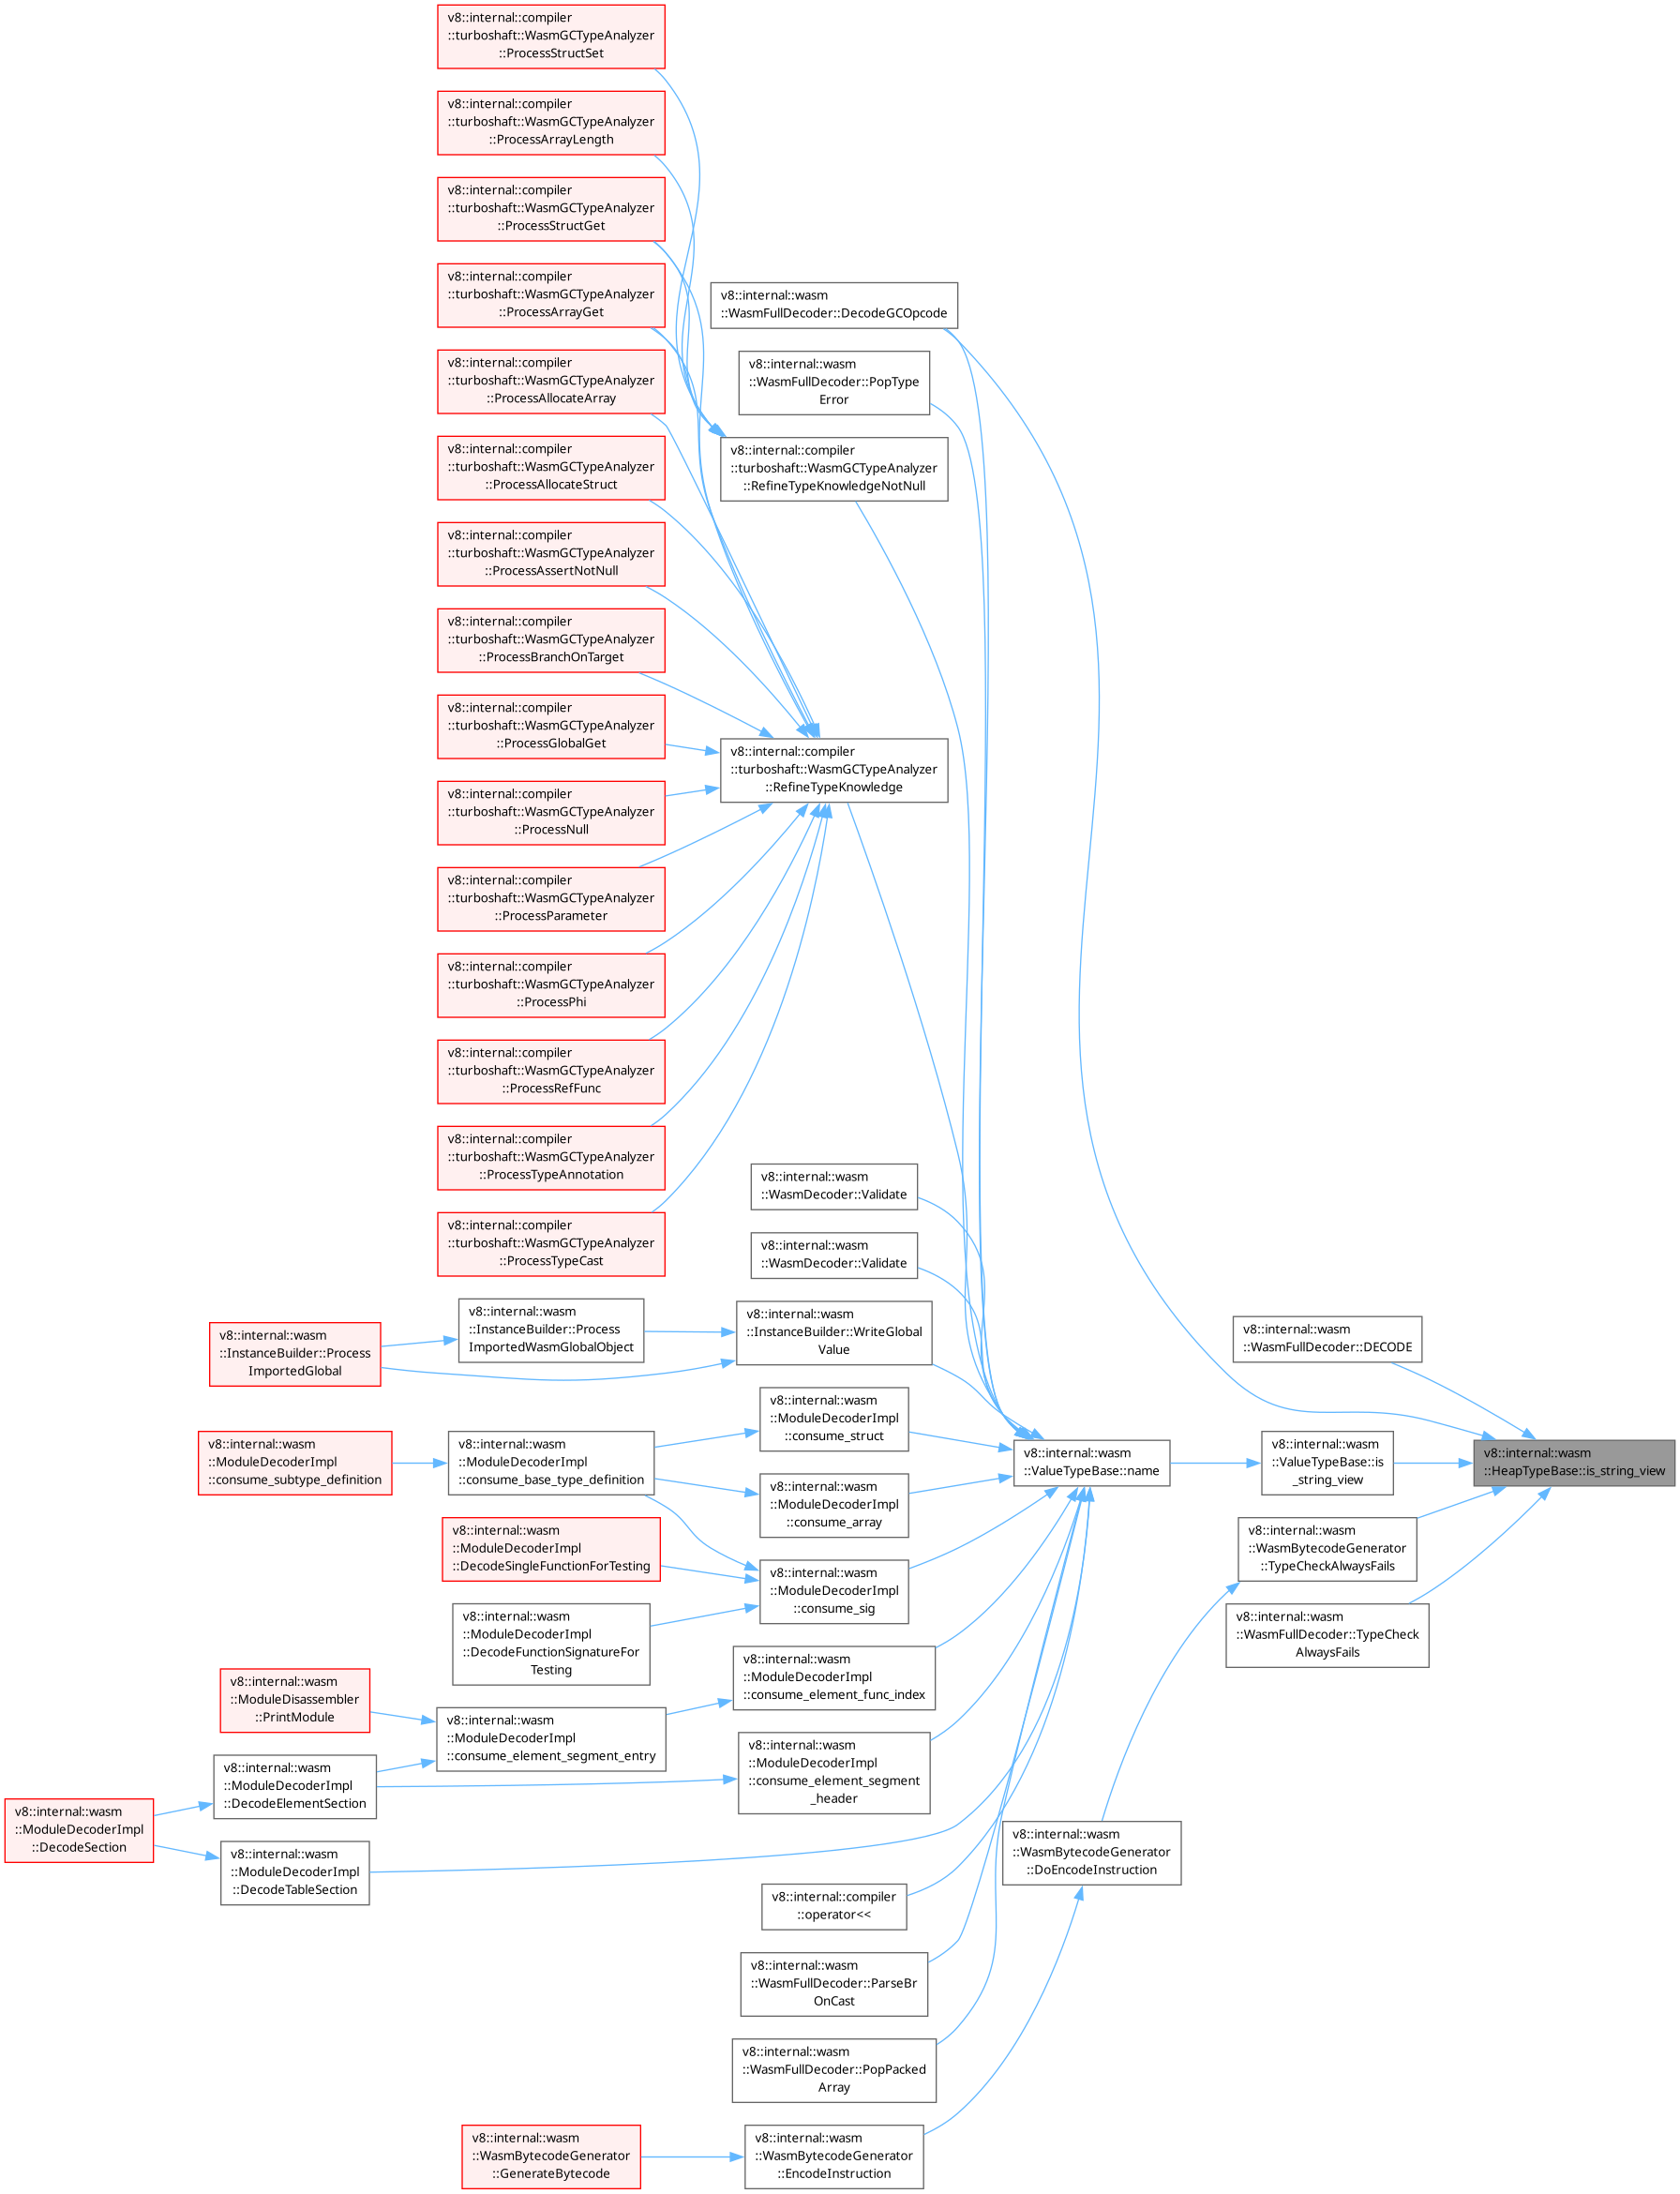 v8::internal::compiler
::turboshaft::WasmGCTypeAnalyzer
::ProcessStructSet
v8::internal::compiler
::turboshaft::WasmGCTypeAnalyzer
::ProcessArrayLength
v8::internal::compiler
::turboshaft::WasmGCTypeAnalyzer
::ProcessStructGet
v8::internal::compiler
::turboshaft::WasmGCTypeAnalyzer
::ProcessArrayGet
v8::internal::compiler
::turboshaft::WasmGCTypeAnalyzer
::ProcessAllocateArray
v8::internal::compiler
::turboshaft::WasmGCTypeAnalyzer
::ProcessAllocateStruct
v8::internal::compiler
::turboshaft::WasmGCTypeAnalyzer
::ProcessAssertNotNull
v8::internal::compiler
::turboshaft::WasmGCTypeAnalyzer
::ProcessBranchOnTarget
v8::internal::compiler
::turboshaft::WasmGCTypeAnalyzer
::ProcessGlobalGet
v8::internal::compiler
::turboshaft::WasmGCTypeAnalyzer
::ProcessNull
v8::internal::compiler
::turboshaft::WasmGCTypeAnalyzer
::ProcessParameter
v8::internal::compiler
::turboshaft::WasmGCTypeAnalyzer
::ProcessPhi
v8::internal::compiler
::turboshaft::WasmGCTypeAnalyzer
::ProcessRefFunc
v8::internal::compiler
::turboshaft::WasmGCTypeAnalyzer
::ProcessTypeAnnotation
v8::internal::compiler
::turboshaft::WasmGCTypeAnalyzer
::ProcessTypeCast
v8::internal::wasm
::WasmFullDecoder::DecodeGCOpcode
v8::internal::wasm
::WasmFullDecoder::PopType
Error
v8::internal::compiler
::turboshaft::WasmGCTypeAnalyzer
::RefineTypeKnowledgeNotNull
v8::internal::compiler
::turboshaft::WasmGCTypeAnalyzer
::RefineTypeKnowledge
v8::internal::wasm
::WasmDecoder::Validate
v8::internal::wasm
::WasmDecoder::Validate
v8::internal::wasm
::InstanceBuilder::WriteGlobal
Value
v8::internal::wasm
::InstanceBuilder::Process
ImportedWasmGlobalObject
v8::internal::wasm
::InstanceBuilder::Process
ImportedGlobal
v8::internal::wasm
::ModuleDecoderImpl
::consume_struct
v8::internal::wasm
::ModuleDecoderImpl
::consume_base_type_definition
v8::internal::wasm
::ModuleDecoderImpl
::consume_subtype_definition
v8::internal::wasm
::ModuleDecoderImpl
::consume_array
v8::internal::wasm
::ModuleDecoderImpl
::DecodeSingleFunctionForTesting
v8::internal::wasm
::ModuleDecoderImpl
::consume_sig
v8::internal::wasm
::ModuleDecoderImpl
::DecodeFunctionSignatureFor
Testing
v8::internal::wasm
::ModuleDecoderImpl
::consume_element_func_index
v8::internal::wasm
::ModuleDisassembler
::PrintModule
v8::internal::wasm
::ModuleDecoderImpl
::consume_element_segment_entry
v8::internal::wasm
::ModuleDecoderImpl
::consume_element_segment
_header
v8::internal::wasm
::ModuleDecoderImpl
::DecodeElementSection
v8::internal::wasm
::ModuleDecoderImpl
::DecodeSection
v8::internal::wasm
::ModuleDecoderImpl
::DecodeTableSection
v8::internal::compiler
::operator<<
v8::internal::wasm
::WasmFullDecoder::ParseBr
OnCast
v8::internal::wasm
::WasmFullDecoder::PopPacked
Array
v8::internal::wasm
::WasmBytecodeGenerator
::GenerateBytecode
v8::internal::wasm
::WasmBytecodeGenerator
::EncodeInstruction
v8::internal::wasm
::WasmBytecodeGenerator
::DoEncodeInstruction
v8::internal::wasm
::ValueTypeBase::name
v8::internal::wasm
::WasmFullDecoder::DECODE
v8::internal::wasm
::ValueTypeBase::is
_string_view
v8::internal::wasm
::WasmBytecodeGenerator
::TypeCheckAlwaysFails
v8::internal::wasm
::WasmFullDecoder::TypeCheck
AlwaysFails
v8::internal::wasm
::HeapTypeBase::is_string_view